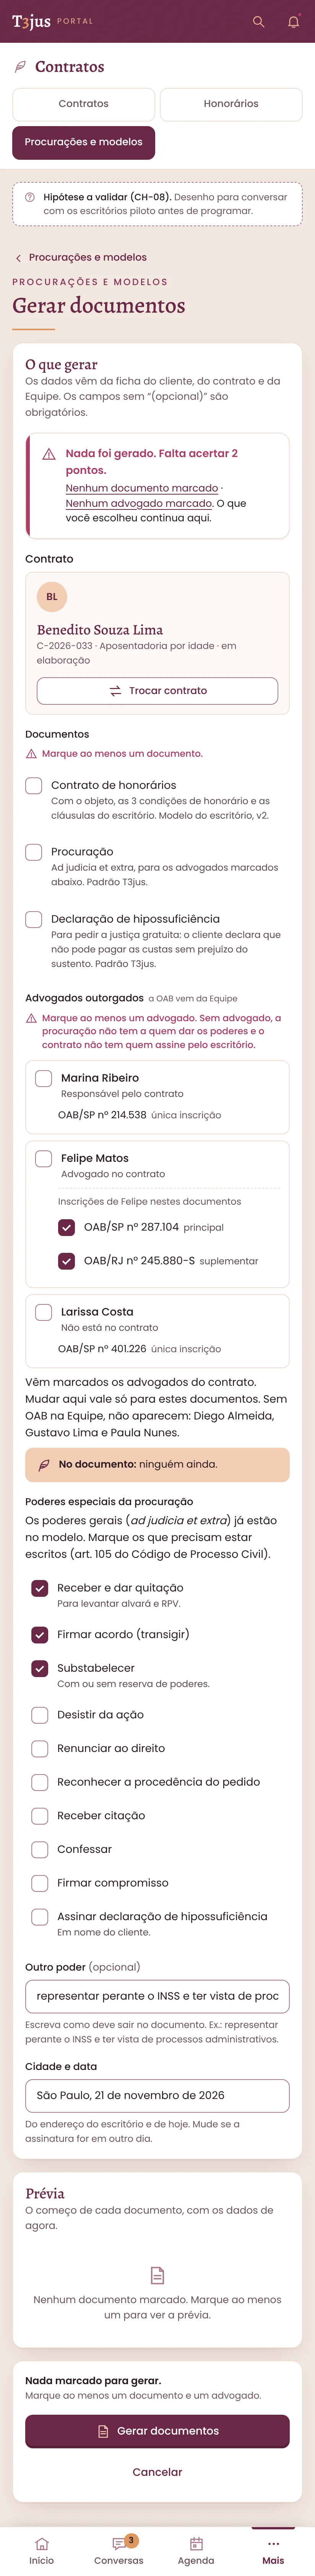 T3jus PORTAL
Contratos
Contratos
Honorários
Procurações e modelos
Hipótese a validar (CH-08). Desenho para conversar
com os escritórios piloto antes de programar.
Procurações e modelos
PROCURAÇÕES E MODELOS
Gerar documentos
O que gerar
Os dados vêm da ficha do cliente, do contrato e da
Equipe. Os campos sem “(opcional)” são
obrigatórios.
Nada foi gerado. Falta acertar 2
pontos.
Nenhum documento marcado ·
Nenhum advogado marcado. O que
você escolheu continua aqui.
Contrato
BL
Benedito Souza Lima
C-2026-033 · Aposentadoria por idade · em
elaboração
Trocar contrato
Documentos
Marque ao menos um documento.
Contrato de honorários
Com o objeto, as 3 condições de honorário e as
cláusulas do escritório. Modelo do escritório, v2.
Procuração
Ad judicia et extra, para os advogados marcados
abaixo. Padrão T3jus.
Declaração de hipossuficiência
Para pedir a justiça gratuita: o cliente declara que
não pode pagar as custas sem prejuízo do
sustento. Padrão T3jus.
Advogados outorgados a OAB vem da Equipe
Marque ao menos um advogado. Sem advogado, a
procuração não tem a quem dar os poderes e o
contrato não tem quem assine pelo escritório.
Marina Ribeiro
Responsável pelo contrato
OAB/SP nº 214.538 única inscrição
Felipe Matos
Advogado no contrato
Inscrições de Felipe nestes documentos
OAB/SP nº 287.104 principal
OAB/RJ nº 245.880-S suplementar
Larissa Costa
Não está no contrato
OAB/SP nº 401.226 única inscrição
Vêm marcados os advogados do contrato.
Mudar aqui vale só para estes documentos. Sem
OAB na Equipe, não aparecem: Diego Almeida,
Gustavo Lima e Paula Nunes.
No documento: ninguém ainda.
Poderes especiais da procuração
Os poderes gerais (ad judicia et extra) já estão
no modelo. Marque os que precisam estar
escritos (art. 105 do Código de Processo Civil).
Receber e dar quitação
Para levantar alvará e RPV.
Firmar acordo (transigir)
Substabelecer
Com ou sem reserva de poderes.
Desistir da ação
Renunciar ao direito
Reconhecer a procedência do pedido
Receber citação
Confessar
Firmar compromisso
Assinar declaração de hipossuficiência
Em nome do cliente.
Outro poder (opcional)
representar perante o INSS e ter vista de proc
Escreva como deve sair no documento. Ex.: representar
perante o INSS e ter vista de processos administrativos.
Cidade e data
São Paulo, 21 de novembro de 2026
Do endereço do escritório e de hoje. Mude se a
assinatura for em outro dia.
Prévia
O começo de cada documento, com os dados de
agora.
Nenhum documento marcado. Marque ao menos
um para ver a prévia.
Nada marcado para gerar.
Marque ao menos um documento e um advogado.
Gerar documentos
Cancelar
Início
Conversas
3
Agenda
Mais